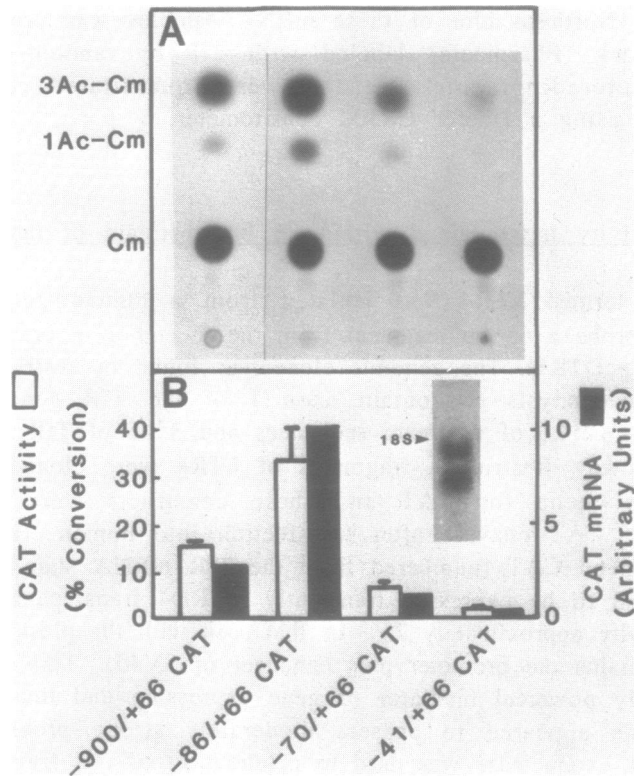 A
3Ac-Cm
1Ac-Cm
Cm
B
CAT Activity
(% Conversion)
40
30
20
10
0
18S
10
5
0
CAT mRNA
(Arbitrary Units)
-900/+66 CAT
-86/+66 CAT
-70/+66 CAT
-41/+66 CAT